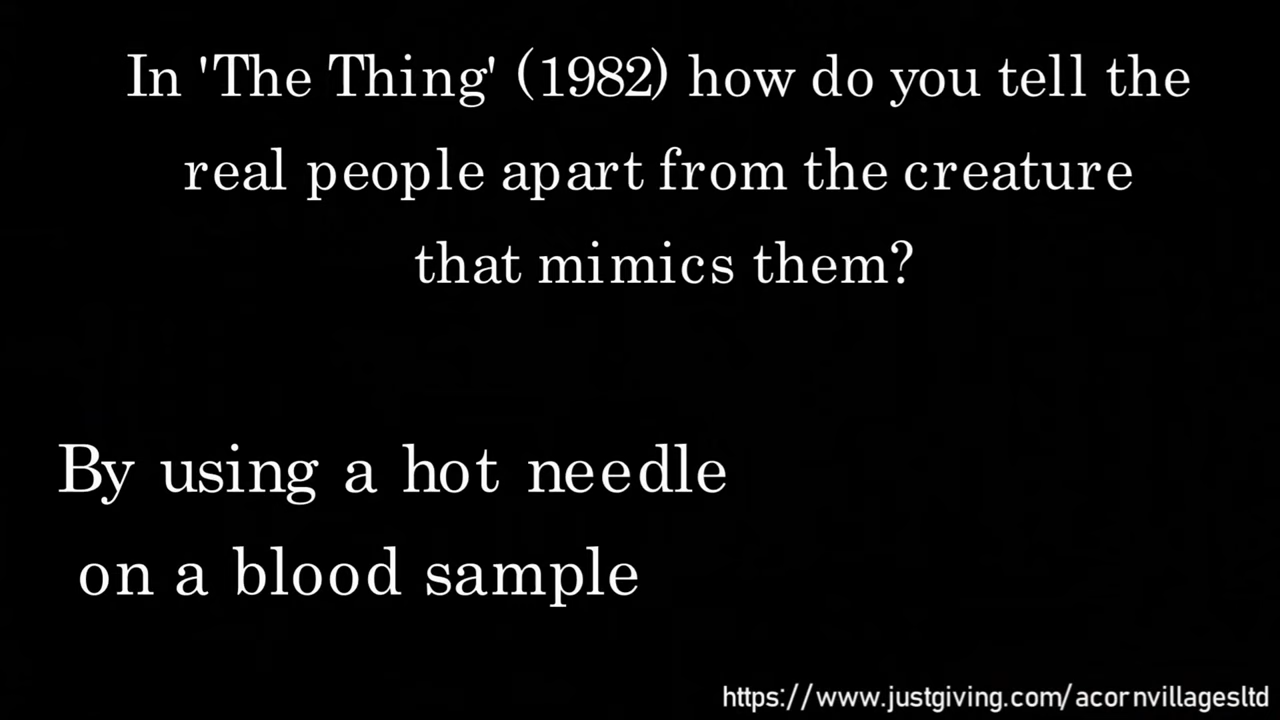 In 'The Thing' (1982) how do you tell the
real people apart from the creature
that mimics them?
By using a hot needle
on a blood sample
https://www.justgiving.com/acornvillagesltd